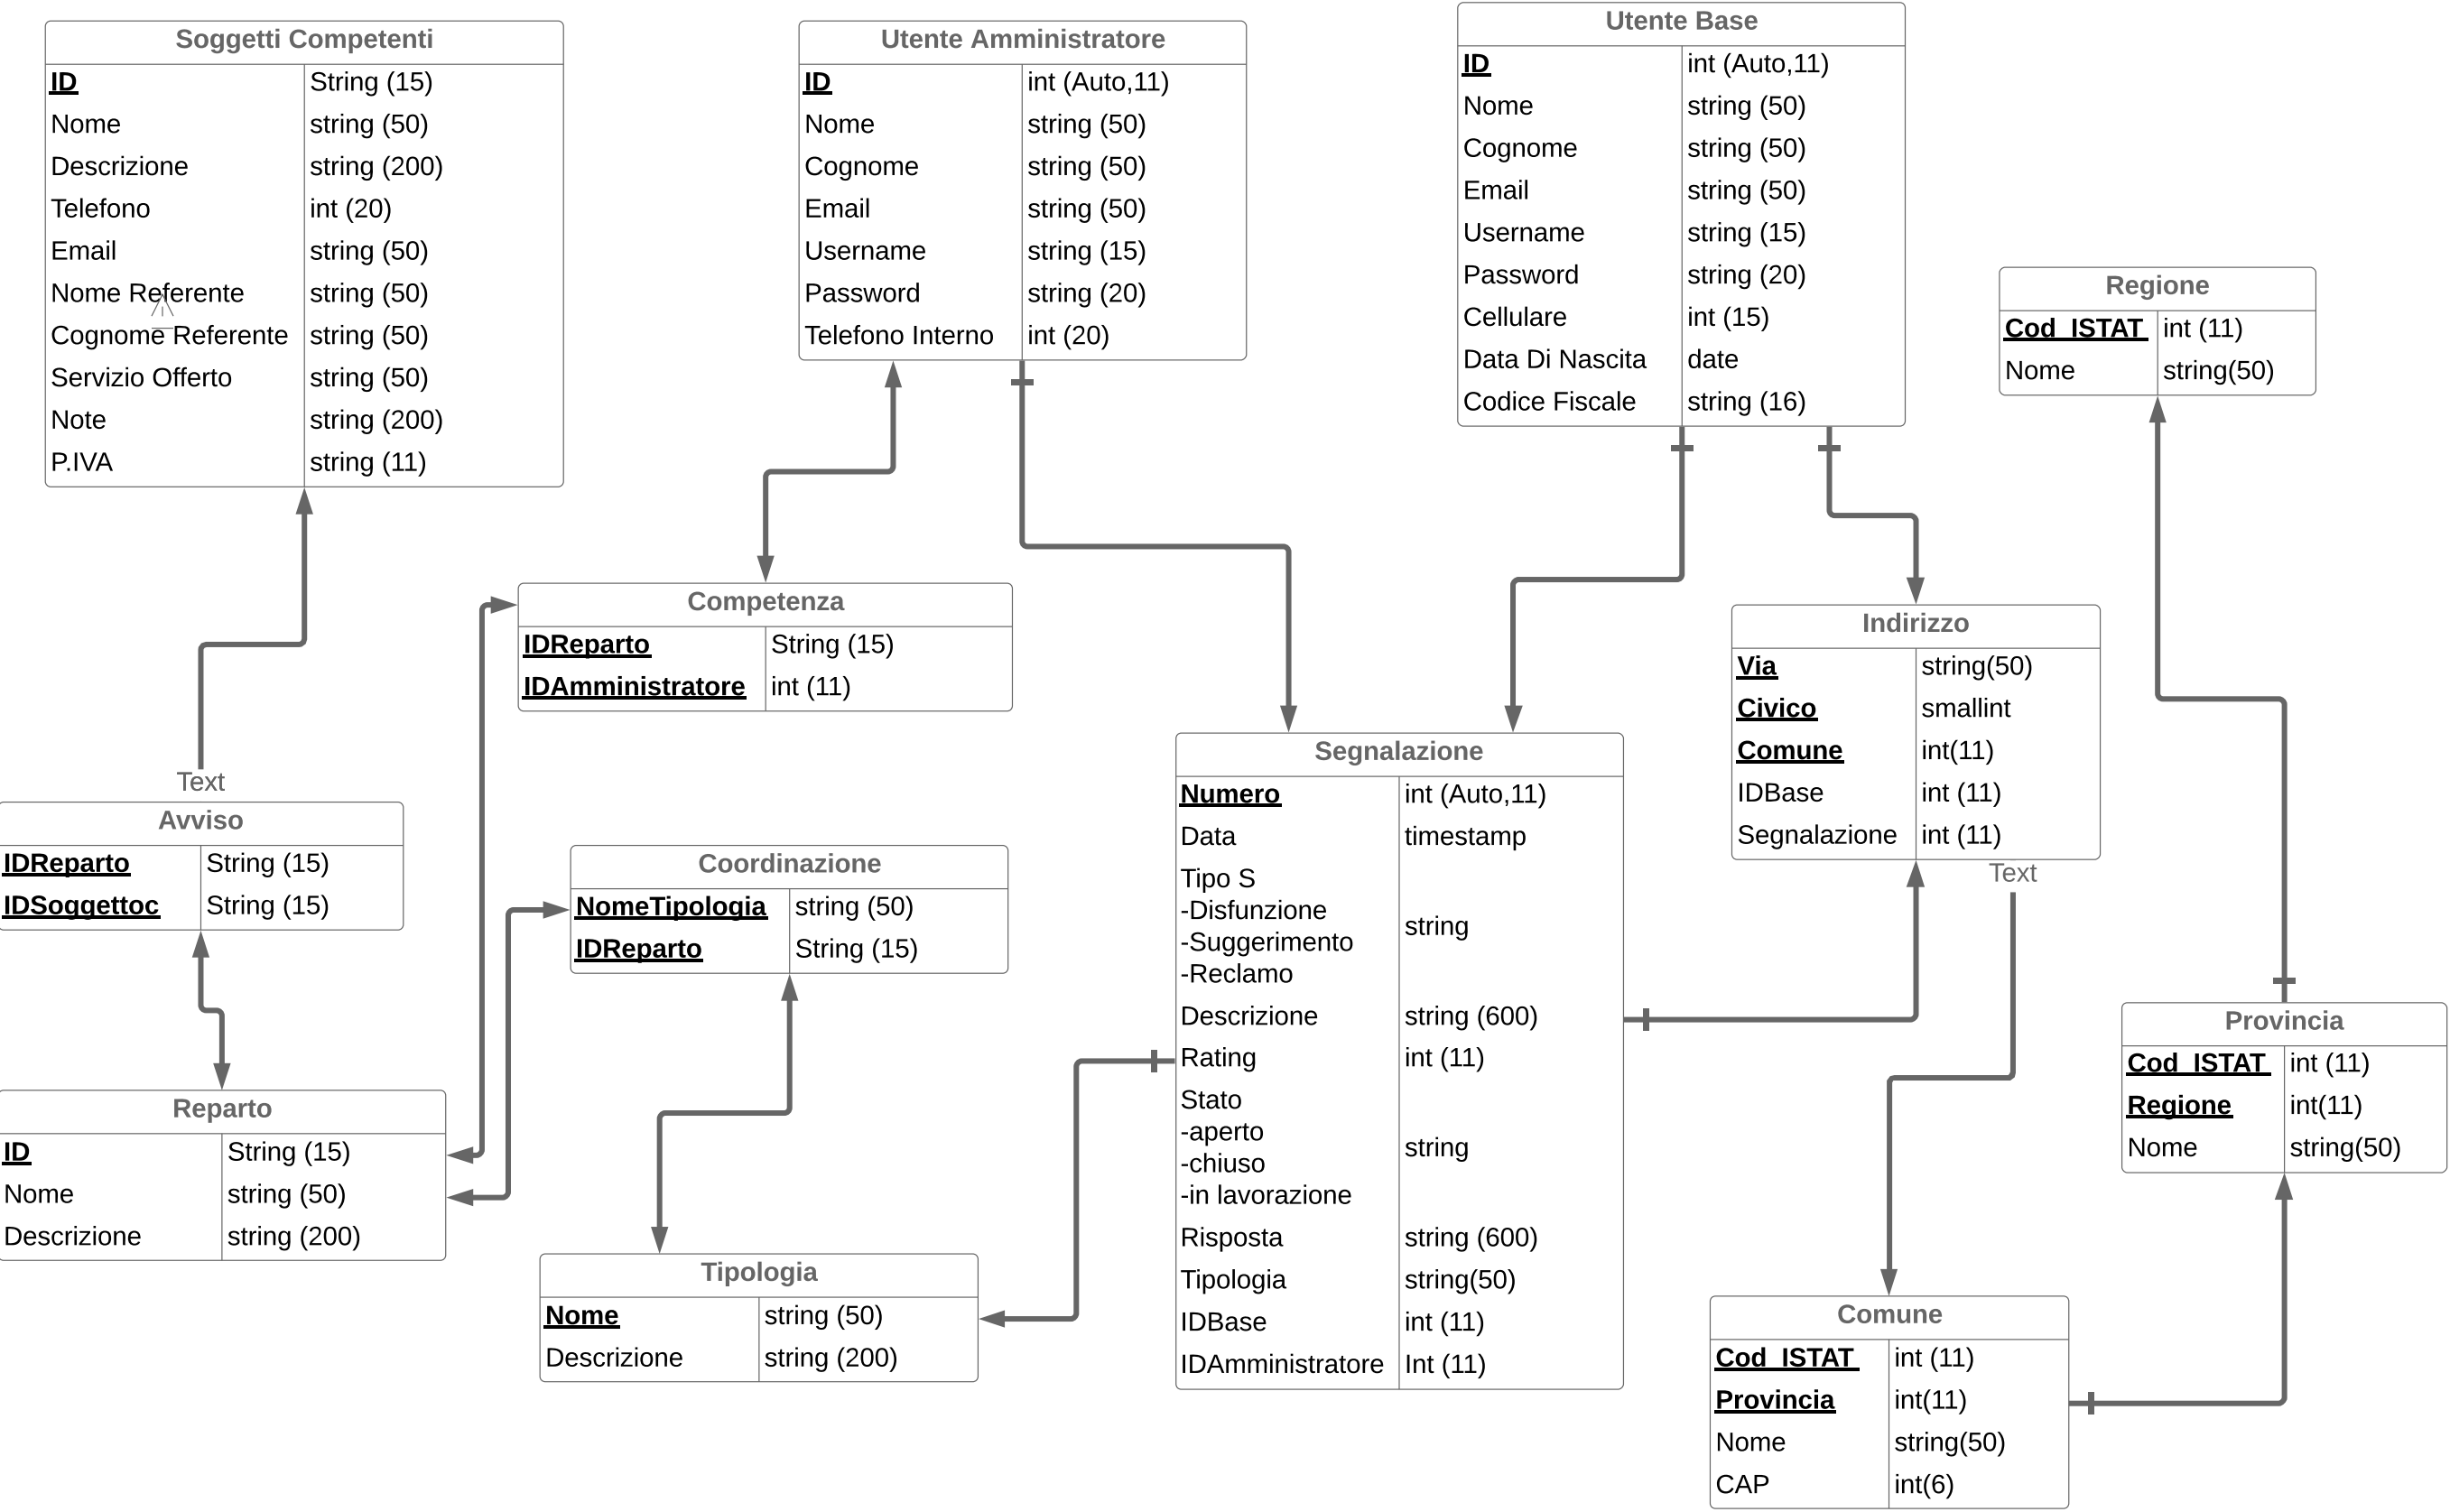 Soggetti Competenti
ID String (15)
Nome string (50)
Descrizione string (200)
Telefono int (20)
Email string (50)
Nome Referente string (50)
Cognome Referente string (50)
Servizio Offerto string (50)
Note string (200)
P.IVA string (11)
Utente Amministratore
ID int (Auto,11)
Nome string (50)
Cognome string (50)
Email string (50)
Username string (15)
Password string (20)
Telefono Interno int (20)
Utente Base
ID int (Auto,11)
Nome string (50)
Cognome string (50)
Email string (50)
Username string (15)
Password string (20)
Cellulare int (15)
Data Di Nascita date
Codice Fiscale string (16)
Regione
Cod_ISTAT int (11)
Nome string(50)
Competenza
IDReparto String (15)
IDAmministratore int (11)
Indirizzo
Via string(50)
Civico smallint
Comune int(11)
IDBase int (11)
Segnalazione int (11)
Text
Text
Avviso
IDReparto String (15)
IDSoggettoc String (15)
Coordinazione
NomeTipologia string (50)
IDReparto String (15)
Segnalazione
Numero int (Auto,11)
Data timestamp
Tipo S
-Disfunzione
string
-Suggerimento
-Reclamo
Descrizione string (600)
Rating int (11)
Stato
-aperto
string
-chiuso
-in lavorazione
Risposta string (600)
Tipologia string(50)
IDBase int (11)
IDAmministratore Int (11)
Provincia
Cod_ISTAT int (11)
Regione int(11)
Nome string(50)
Reparto
ID String (15)
Nome string (50)
Descrizione string (200)
Tipologia
Nome string (50)
Descrizione string (200)
Comune
Cod_ISTAT int (11)
Provincia int(11)
Nome string(50)
CAP int(6)